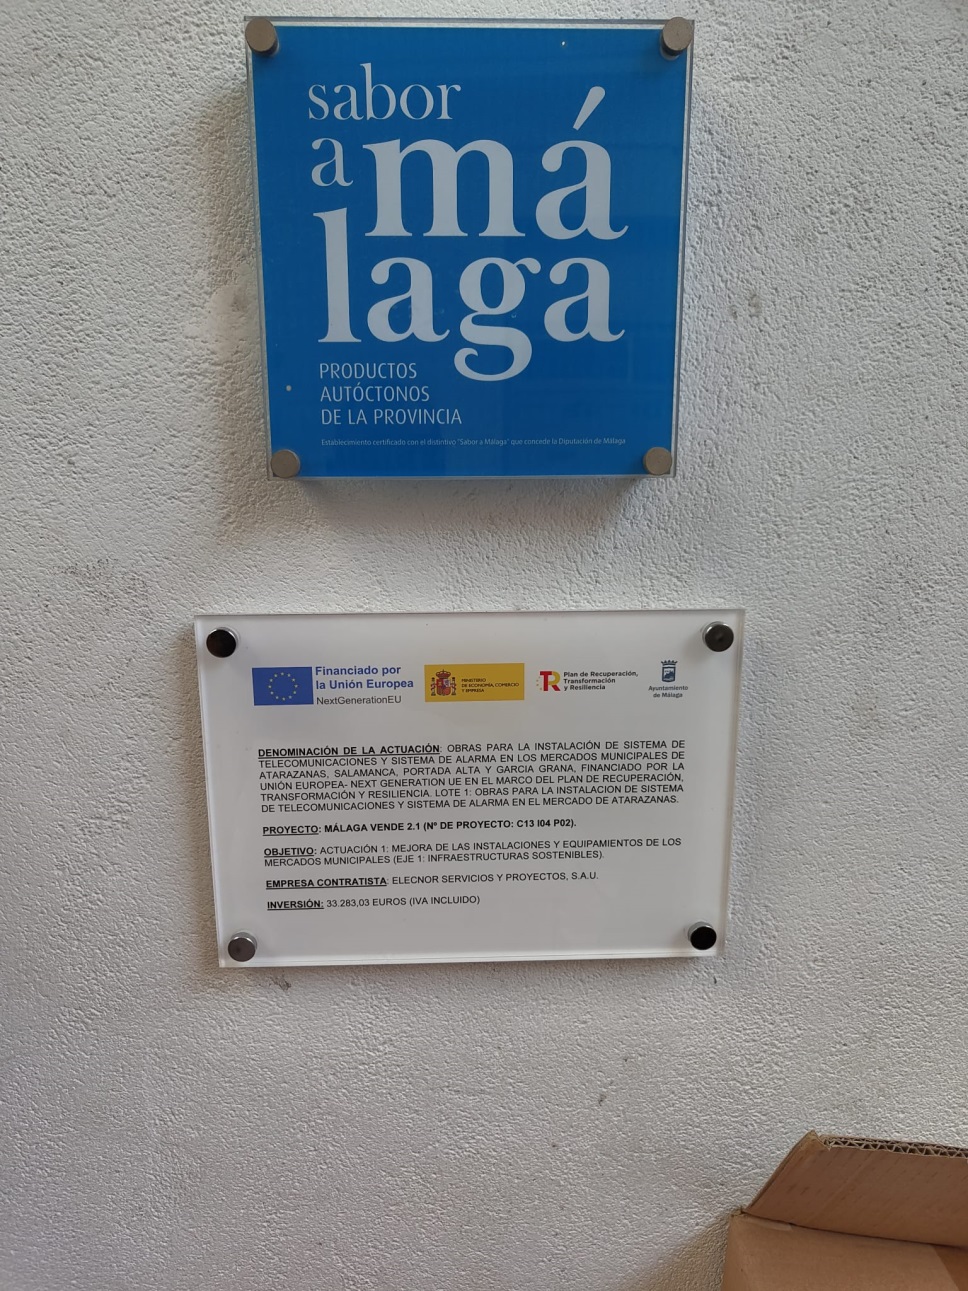 sabor
a má
laga
PRODUCTOS
AUTÓCTONOS
DE LA PROVINCIA
Establecimiento certificado con el distintivo "Sabor a Málaga" que concede la Diputación de Málaga
Financiado por
la Unión Europea
NextGenerationEU
MINISTERIO
DE ECONOMÍA, COMERCIO
Y EMPRESA
TR
Plan de Recuperación,
Transformación
y Resiliencia
Ayuntamiento
de Málaga
DENOMINACIÓN DE LA ACTUACIÓN: OBRAS PARA LA INSTALACIÓN DE SISTEMA DE
TELECOMUNICACIONES Y SISTEMA DE ALARMA EN LOS MERCADOS MUNICIPALES DE
ATARAZANAS, SALAMANCA, PORTADA ALTA Y GARCIA GRANA, FINANCIADO POR LA
UNIÓN EUROPEA- NEXT GENERATION UE EN EL MARCO DEL PLAN DE RECUPERACIÓN,
TRANSFORMACIÓN Y RESILIENCIA. LOTE 1: OBRAS PARA LA INSTALACION DE SISTEMA
DE TELECOMUNICACIONES Y SISTEMA DE ALARMA EN EL MERCADO DE ATARAZANAS.
PROYECTO: MÁLAGA VENDE 2.1 (Nº DE PROYECTO: C13 I04 P02).
OBJETIVO: ACTUACIÓN 1: MEJORA DE LAS INSTALACIONES Y EQUIPAMIENTOS DE LOS
MERCADOS MUNICIPALES (EJE 1: INFRAESTRUCTURAS SOSTENIBLES).
EMPRESA CONTRATISTA: ELECNOR SERVICIOS Y PROYECTOS, S.A.U.
INVERSIÓN: 33.283,03 EUROS (IVA INCLUIDO)